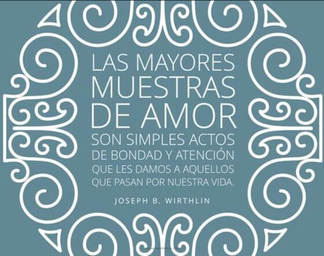 LAS MAYORES
MUESTRAS
DE AMOR
SON SIMPLES ACTOS
DE BONDAD Y ATENCIÓN
QUE LES DAMOS A AQUELLOS
QUE PASAN POR NUESTRA VIDA.
JOSEPH B. WIRTHLIN